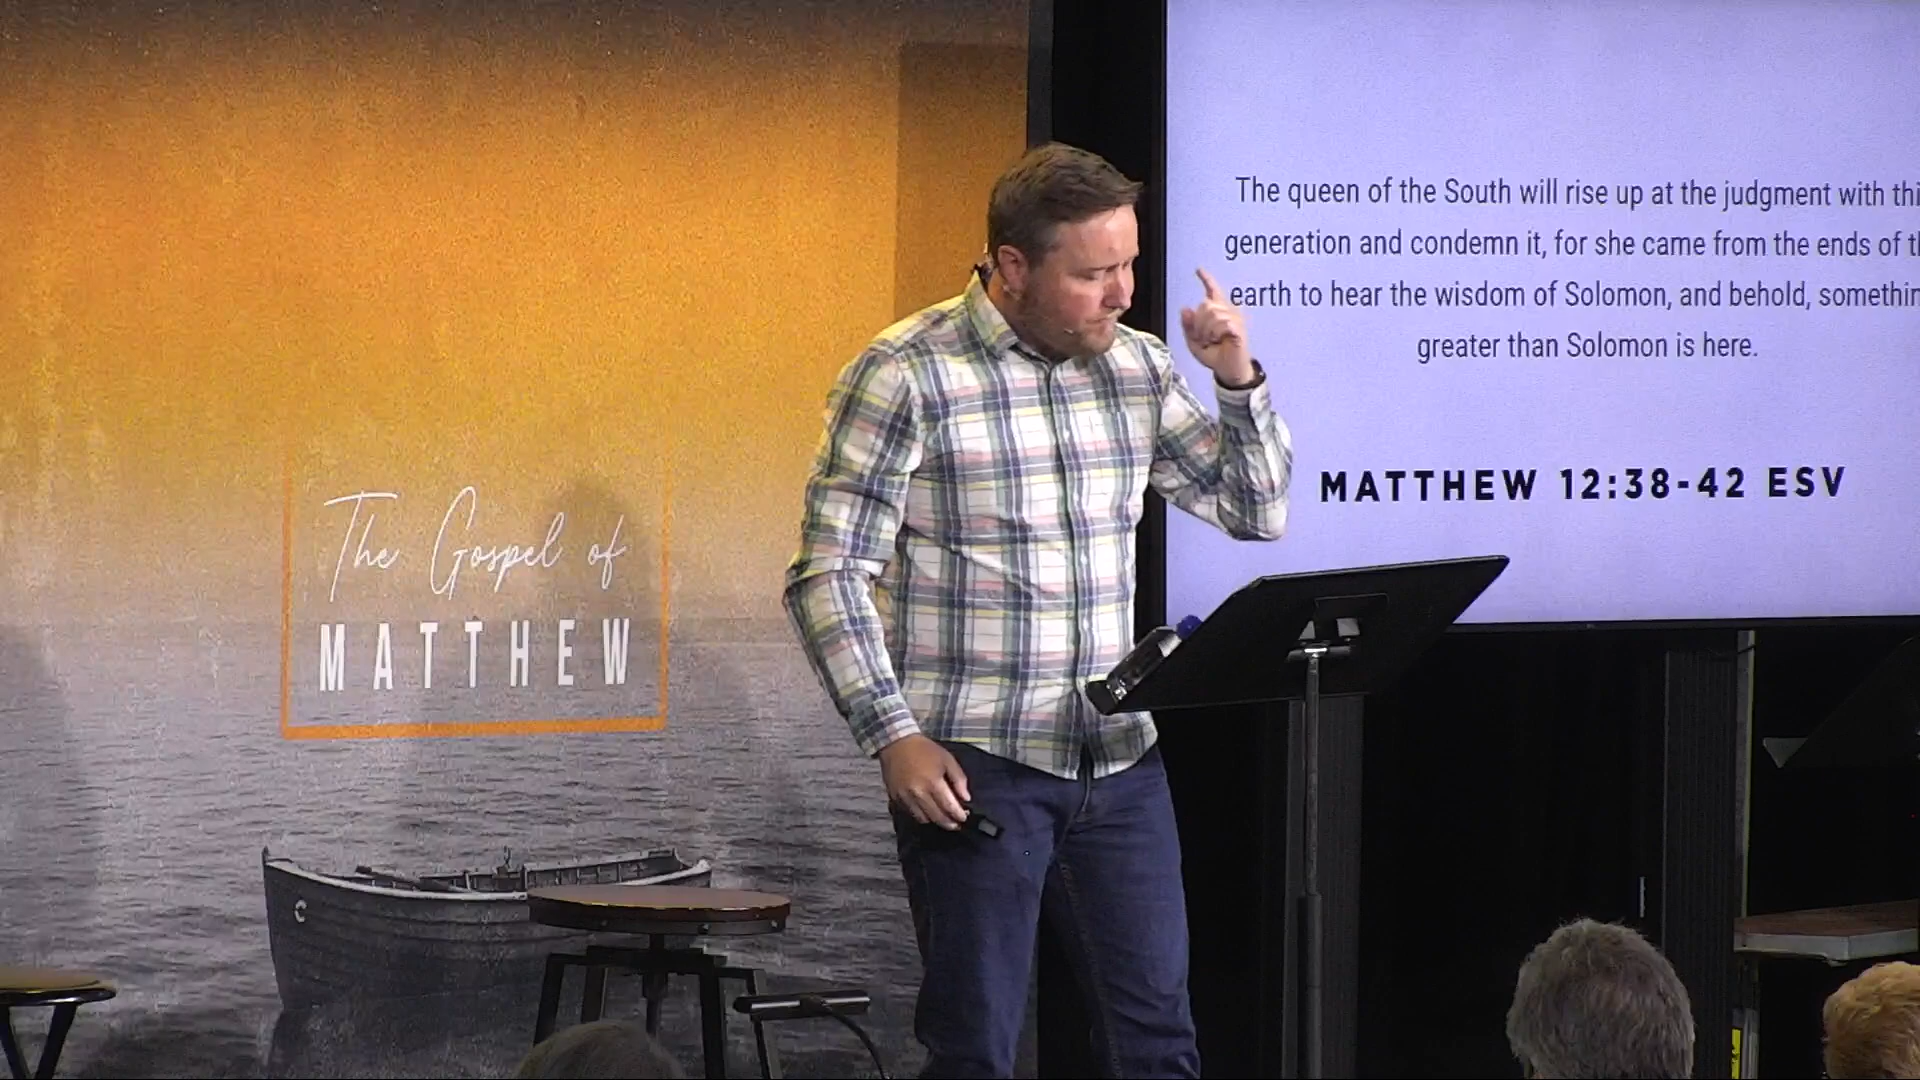 The Gospel of
MATTHEW
C
The queen of the South will rise up at the judgment with thi
generation and condemn it, for she came from the ends of t
earth to hear the wisdom of Solomon, and behold, somethin
greater than Solomon is here.
MATTHEW 12:38-42 ESV